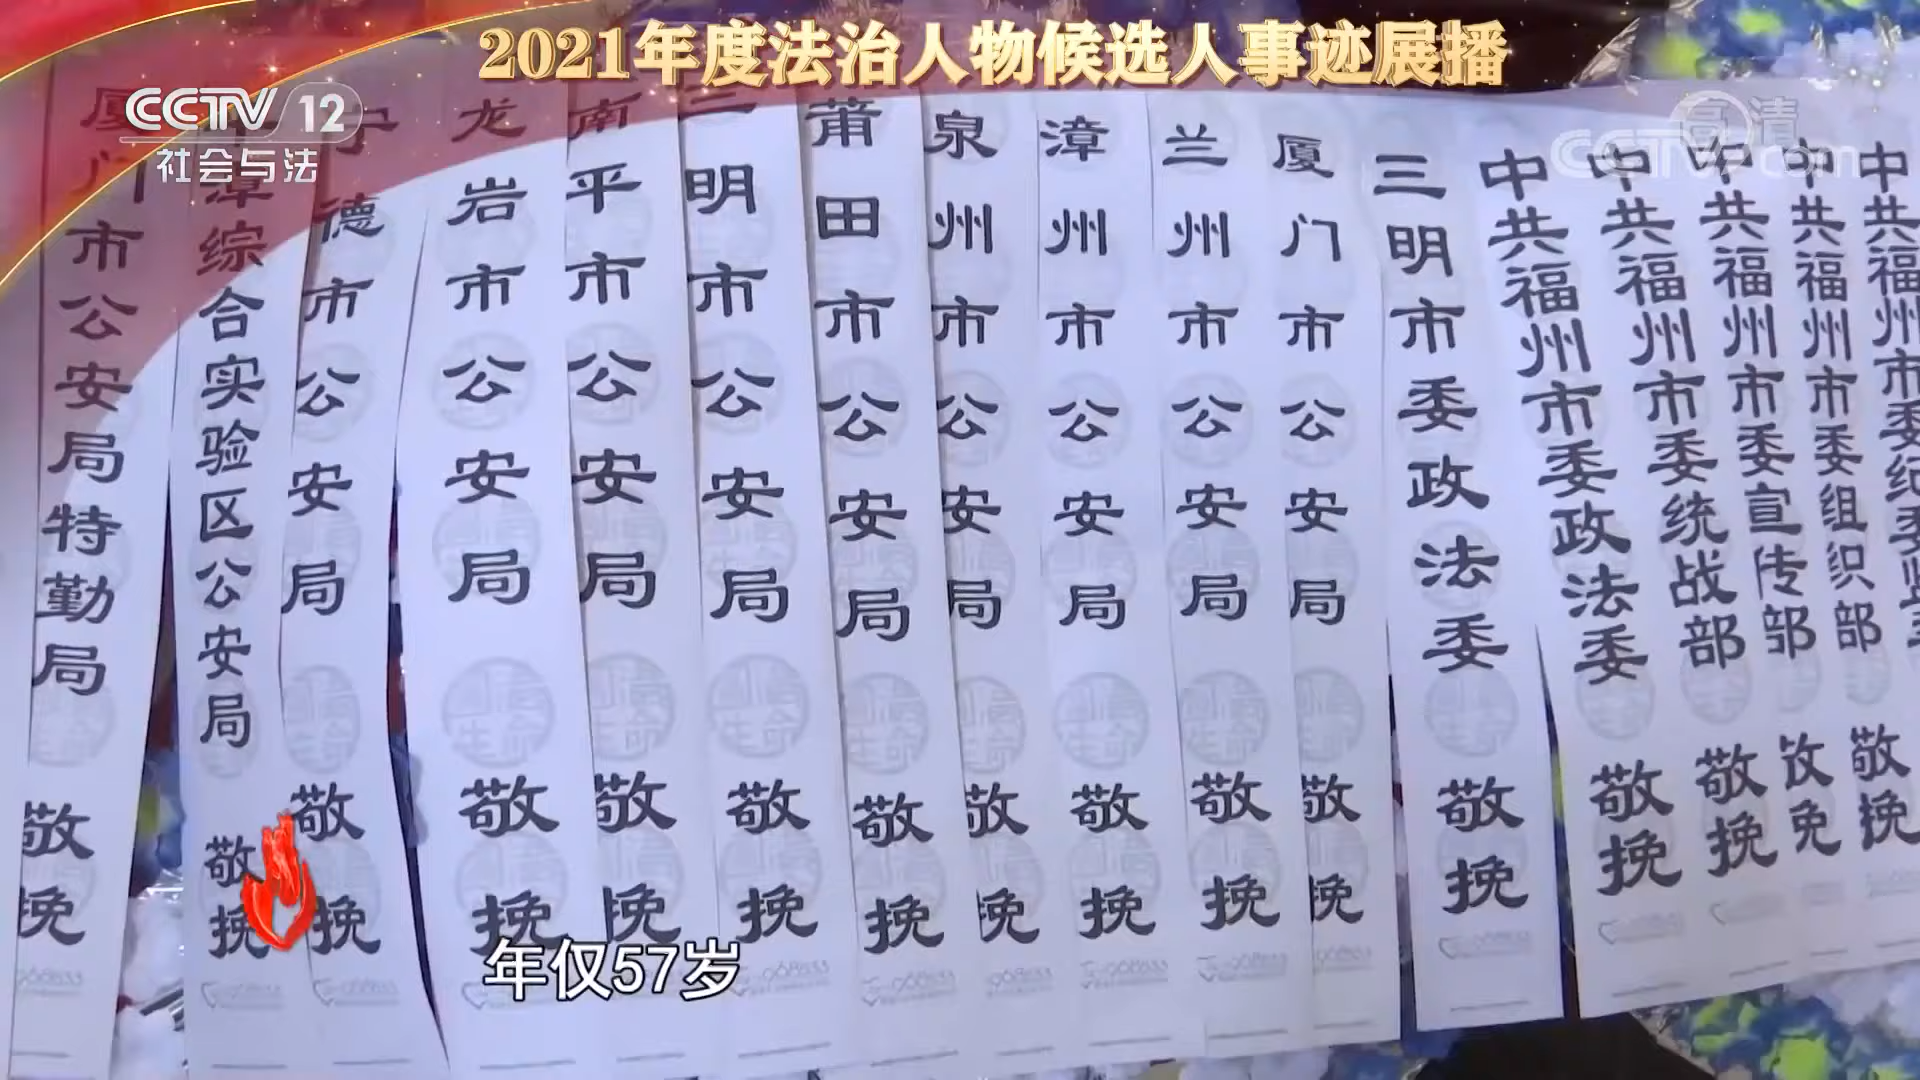 2021年度法治人物候选人事迹展播
CCTV 12
社会与法
高清
CCTV.com
厦门市公安局特勤局
敬挽
潭综合实验区公安局
敬挽
宁德市公安局
敬挽
龙岩市公安局
敬挽
南平市公安局
敬挽
三明市公安局
敬挽
莆田市公安局
敬挽
泉州市公安局
敬挽
漳州市公安局
敬挽
兰州市公安局
敬挽
厦门市公安局
敬挽
三明市委政法委
敬挽
中共福州市委政法委
敬挽
中共福州市委统战部
敬挽
中共福州市委宣传部
中共福州市委组织部
敬挽
中共福州市委纪委
年仅57岁